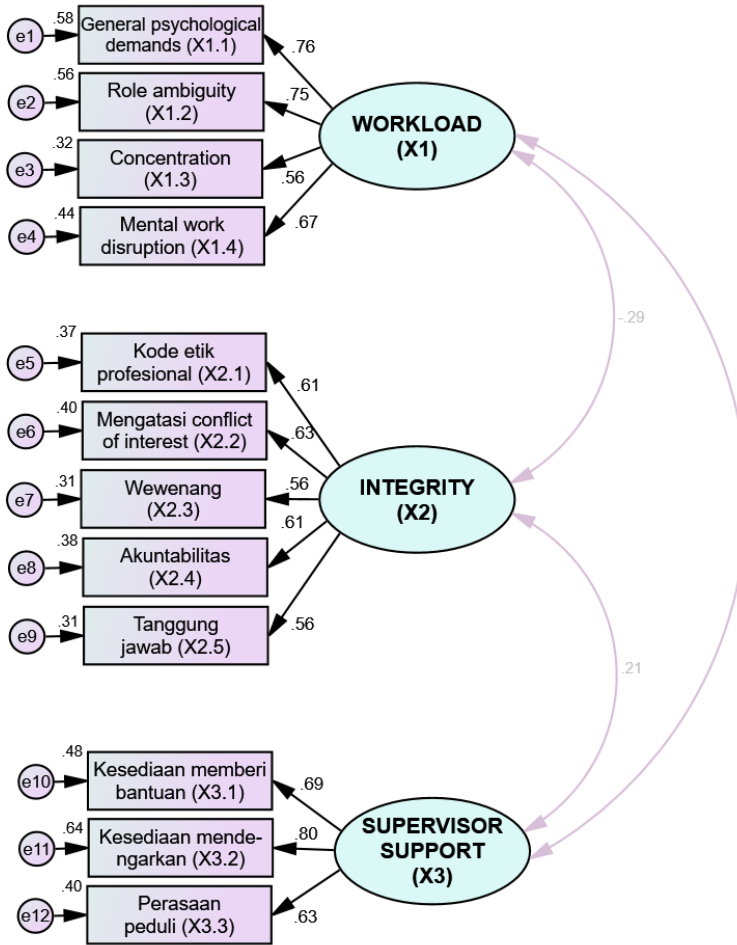 .58
e1
General psychological
demands (X1.1)
.76
.56
e2
Role ambiguity
(X1.2)
.75
WORKLOAD
(X1)
.32
e3
Concentration
(X1.3)
.56
.44
e4
Mental work
disruption (X1.4)
.67
-.29
.37
e5
Kode etik
profesional (X2.1)
.61
.40
e6
Mengatasi conflict
of interest (X2.2)
.63
.31
e7
Wewenang
(X2.3)
.56
INTEGRITY
(X2)
.38
e8
Akuntabilitas
(X2.4)
.61
.31
e9
Tanggung
jawab (X2.5)
.56
.21
.48
e10
Kesediaan memberi
bantuan (X3.1)
.69
.64
e11
Kesediaan mende-
ngarkan (X3.2)
.80
SUPERVISOR
SUPPORT
(X3)
.40
e12
Perasaan
peduli (X3.3)
.63